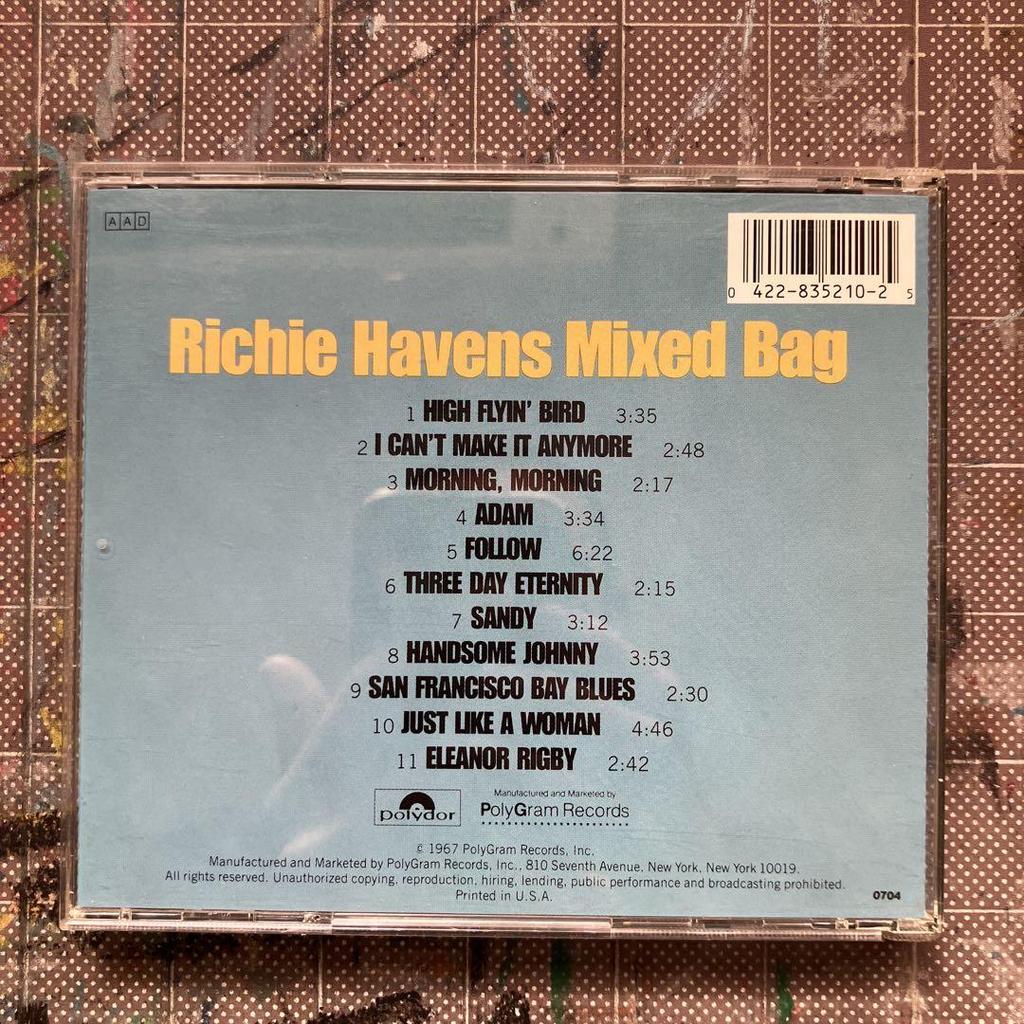 AAD
0 422-835210-2 5
Richie Havens Mixed Bag
1 HIGH FLYIN' BIRD 3:35
2 I CAN'T MAKE IT ANYMORE 2:48
3 MORNING, MORNING 2:17
4 ADAM 3:34
5 FOLLOW 6:22
6 THREE DAY ETERNITY 2:15
7 SANDY 3:12
8 HANDSOME JOHNNY 3:53
9 SAN FRANCISCO BAY BLUES 2:30
10 JUST LIKE A WOMAN 4:46
11 ELEANOR RIGBY 2:42
polydor
Manufactured and Marketed by
PolyGram Records
© 1967 PolyGram Records, Inc.
Manufactured and Marketed by PolyGram Records, Inc., 810 Seventh Avenue, New York, New York 10019.
All rights reserved. Unauthorized copying, reproduction, hiring, lending, public performance and broadcasting prohibited.
Printed in U.S.A.
0704